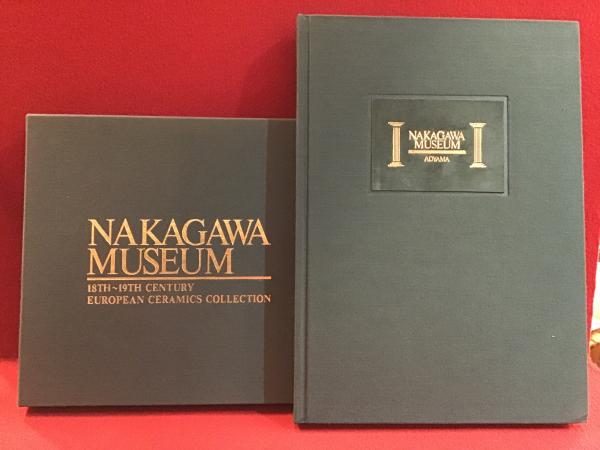 NAKAGAWA
MUSEUM
18TH~19TH CENTURY
EUROPEAN CERAMICS COLLECTION
NAKAGAWA
MUSEUM
AOYAMA